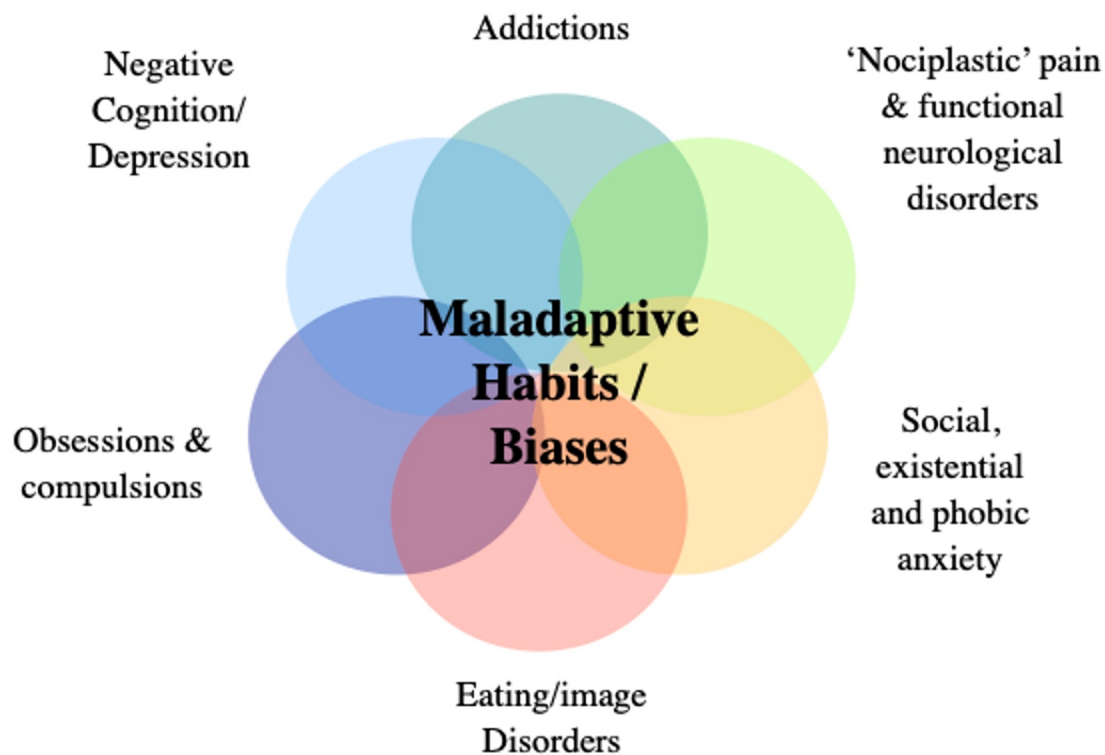 Addictions
Negative
Cognition/
Depression
‘Nociplastic’ pain
& functional
neurological
disorders
Maladaptive
Habits /
Biases
Obsessions &
compulsions
Social,
existential
and phobic
anxiety
Eating/image
Disorders